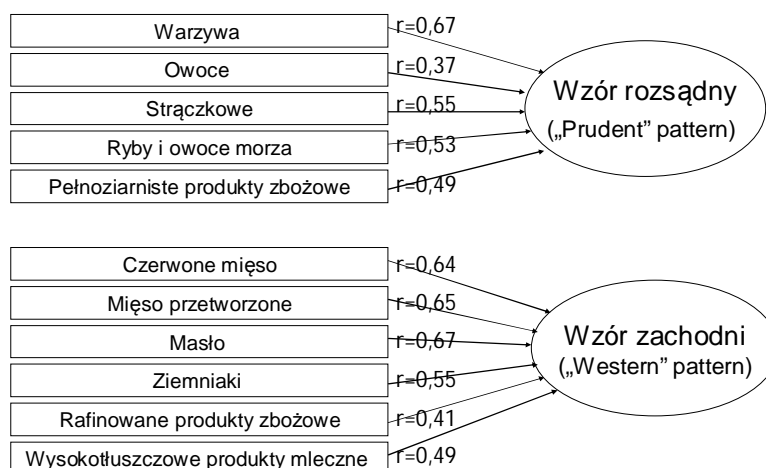 Warzywa r=0,67
Owoce r=0,37
Strączkowe r=0,55
Ryby i owoce morza r=0,53
Pełnoziarniste produkty zbożowe r=0,49
Wzór rozsądny
(„Prudent” pattern)
Czerwone mięso r=0,64
Mięso przetworzone r=0,65
Masło r=0,67
Ziemniaki r=0,55
Rafinowane produkty zbożowe r=0,41
Wysokotłuszczowe produkty mleczne r=0,49
Wzór zachodni
(„Western” pattern)